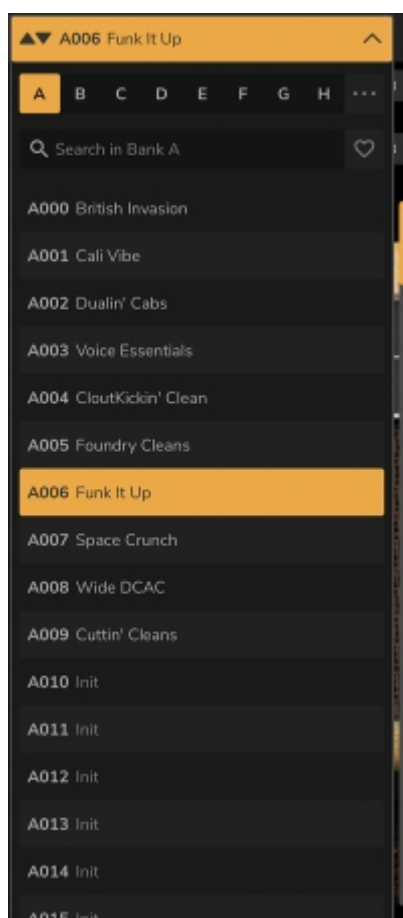 A006 Funk It Up
A B C D E F G H ...
Search in Bank A
A000 British Invasion
A001 Cali Vibe
A002 Dualin' Cabs
A003 Voice Essentials
A004 CloutKickin' Clean
A005 Foundry Cleans
A006 Funk It Up
A007 Space Crunch
A008 Wide DCAC
A009 Cuttin' Cleans
A010 Init
A011 Init
A012 Init
A013 Init
A014 Init
A015 Init